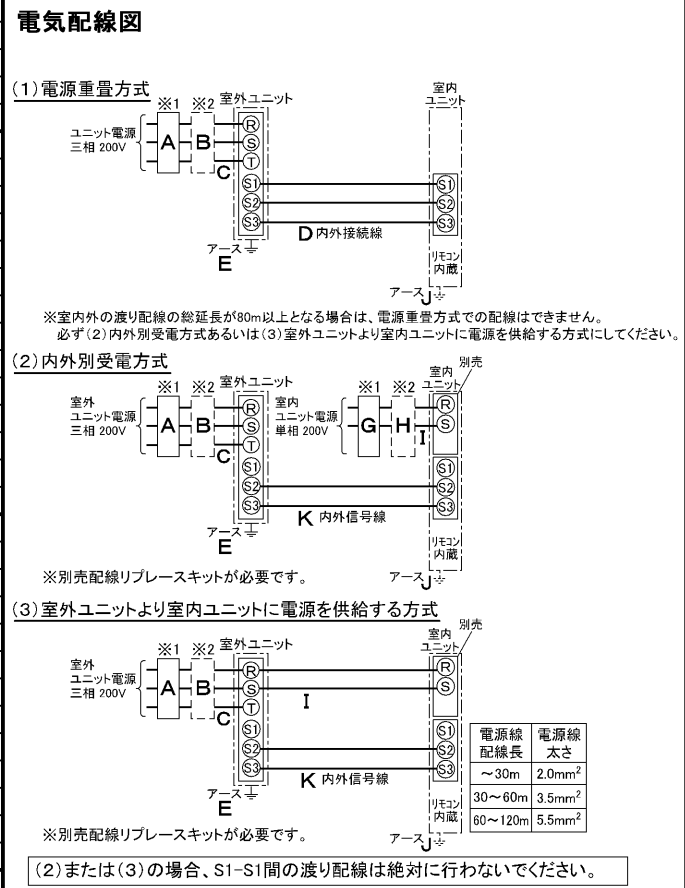 電気配線図
(1)電源重畳方式
※1 ※2 室外ユニット
室内
ユニット
ユニット電源
三相 200V
A
B
C
R
S
T
S1
S2
S3
S1
S2
S3
D 内外接続線
アース
E
リモコン
内蔵
アース
J
※室内外の渡り配線の総延長が80m以上となる場合は、電源重畳方式での配線はできません。
必ず(2)内外別受電方式あるいは(3)室外ユニットより室内ユニットに電源を供給する方式にしてください。
(2)内外別受電方式
※1 ※2 室外ユニット
※1 ※2
室内
ユニット
別売
室外
ユニット電源
三相 200V
A
B
C
R
S
T
S1
S2
S3
室内
ユニット電源
単相 200V
G
H
I
R
S
S1
S2
S3
K 内外信号線
アース
E
リモコン
内蔵
アース
J
※別売配線リプレースキットが必要です。
(3)室外ユニットより室内ユニットに電源を供給する方式
※1 ※2 室外ユニット
室内
ユニット
別売
室外
ユニット電源
三相 200V
A
B
C
R
S
T
S1
S2
S3
I
R
S
S1
S2
S3
K 内外信号線
アース
E
リモコン
内蔵
アース
J
電源線
配線長
電源線
太さ
～30m 2.0mm²
30～60m 3.5mm²
60～120m 5.5mm²
※別売配線リプレースキットが必要です。
(2)または(3)の場合、S1-S1間の渡り配線は絶対に行わないでください。